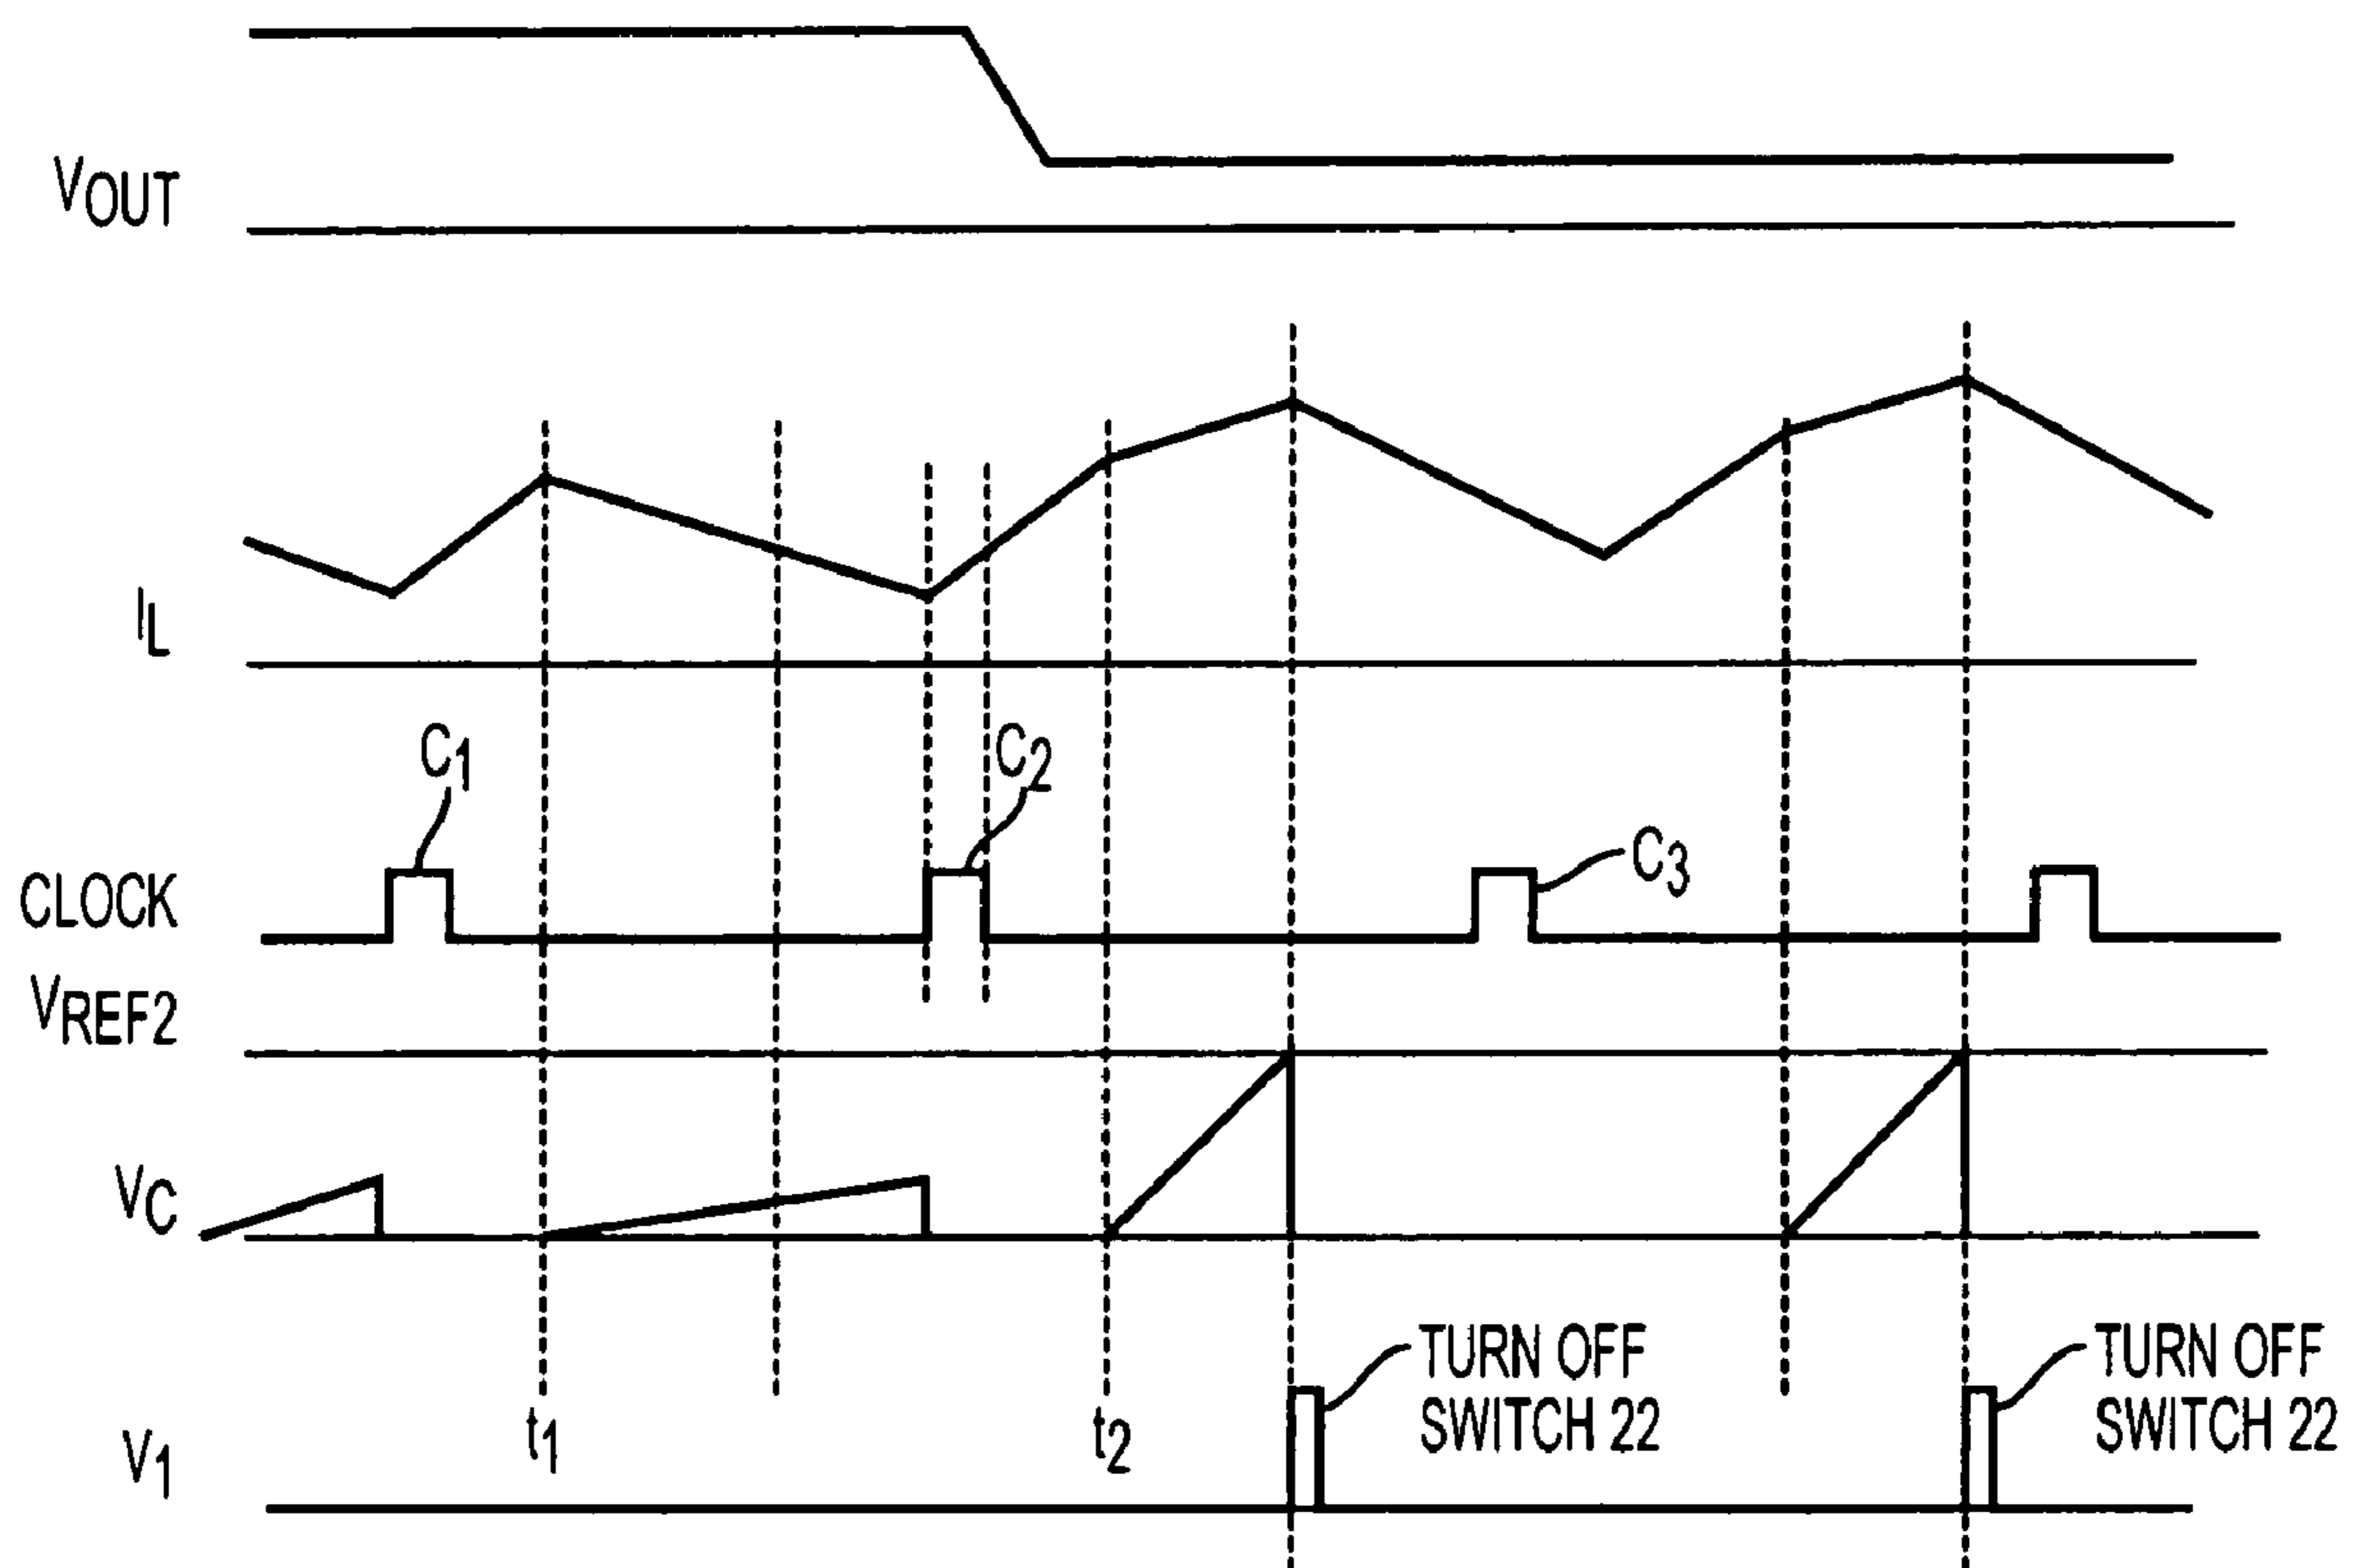 VOUT
IL
C1
C2
C3
CLOCK
VREF2
VC
TURN OFF
SWITCH 22
TURN OFF
SWITCH 22
t1
t2
V1